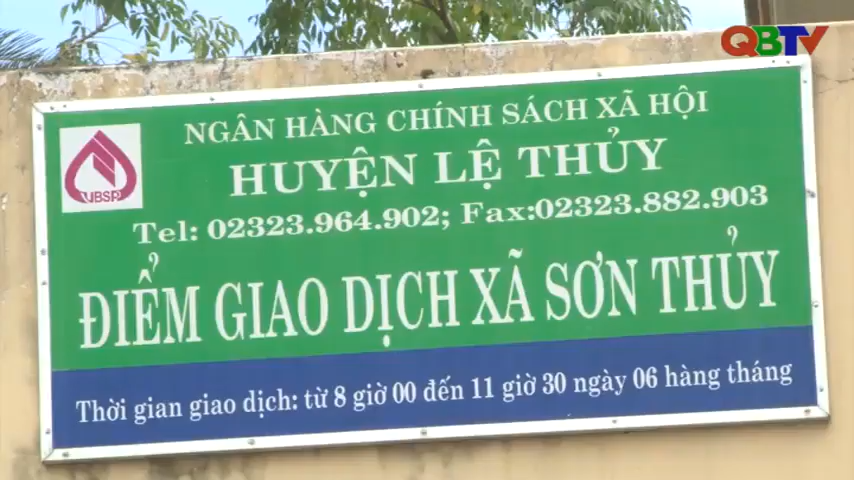 QBTV
NGÂN HÀNG CHÍNH SÁCH XÃ HỘI
HUYỆN LỆ THỦY
VBSP
Tel: 02323.964.902; Fax:02323.882.903
ĐIỂM GIAO DỊCH XÃ SƠN THỦY
Thời gian giao dịch: từ 8 giờ 00 đến 11 giờ 30 ngày 06 hàng tháng